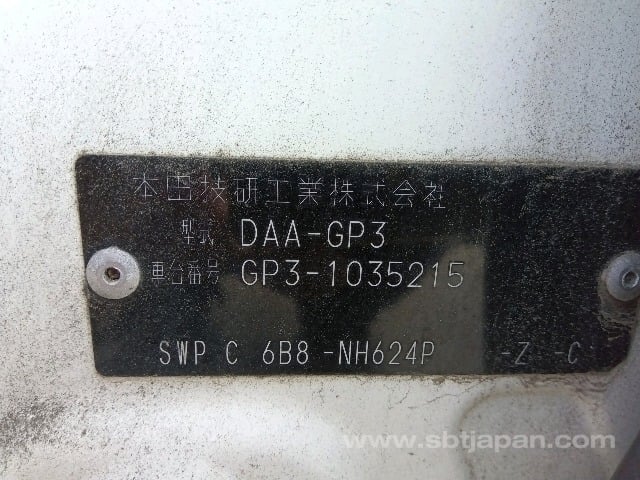 本田技研工業株式会社
型式 DAA-GP3
車台番号 GP3-1035215
SWP C 6B8 -NH624P -Z -C
www.sbtjapan.com